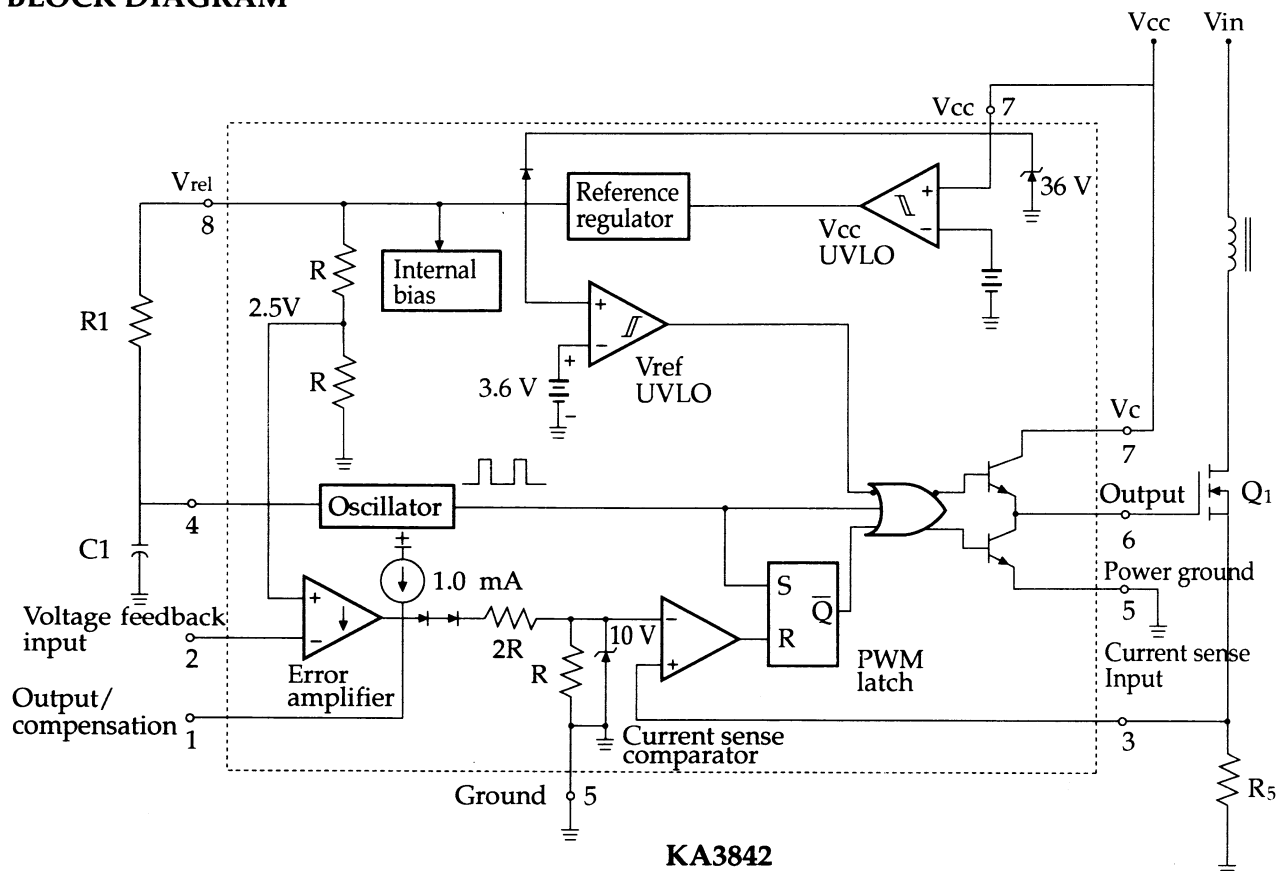 BLOCK DIAGRAM
Vcc
Vin
Vcc
7
Vrel
8
Reference
regulator
+
−
Vcc
UVLO
36 V
R
Internal
bias
2.5V
R1
R
+
−
3.6 V
+
−
Vref
UVLO
Vc
7
4
Oscillator
Output
6
Q1
C1
+
1.0 mA
S
Q
R
PWM
latch
Power ground
5
Voltage feedback
input
2
+
−
Error
amplifier
2R
R
10 V
−
+
Current sense
Input
Output/
compensation
1
Current sense
comparator
3
Ground
5
R5
KA3842